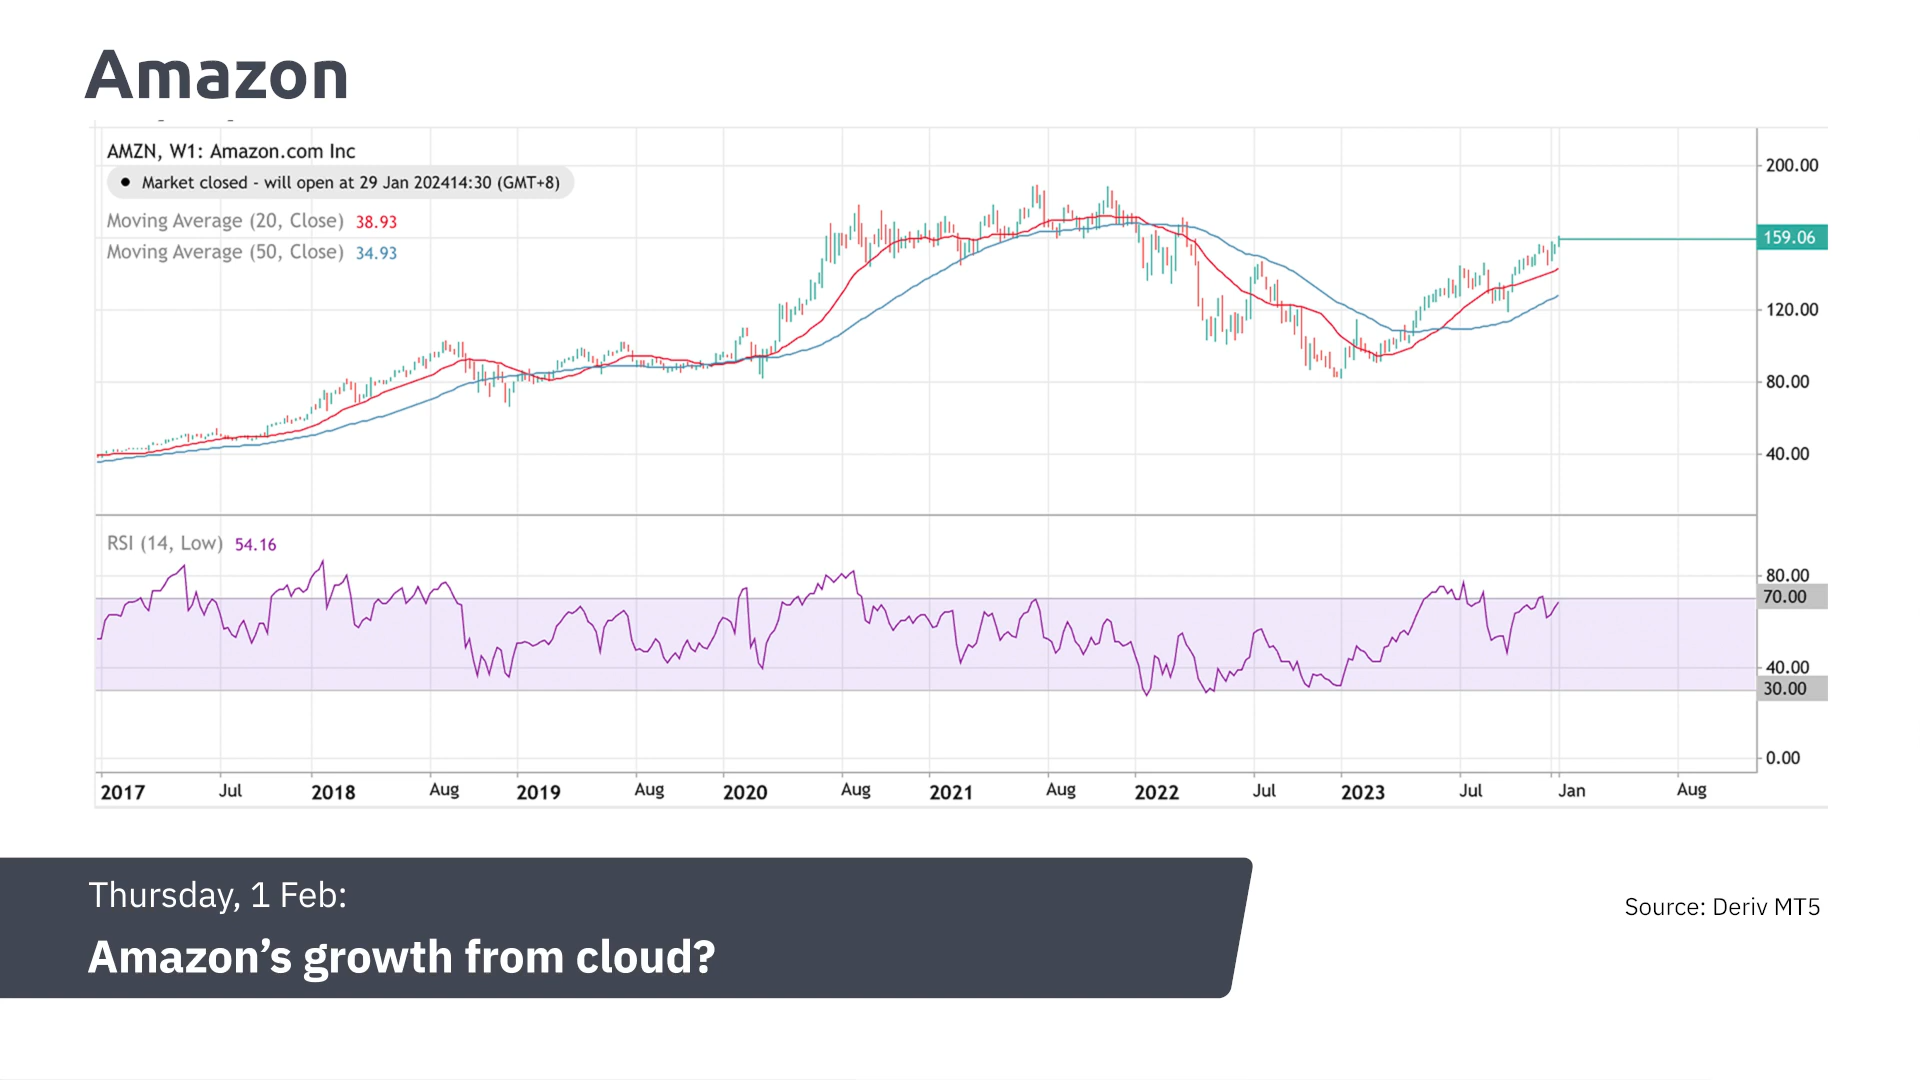 Amazon
AMZN, W1: Amazon.com Inc
● Market closed - will open at 29 Jan 202414:30 (GMT+8)
Moving Average (20, Close) 38.93
Moving Average (50, Close) 34.93
200.00
159.06
120.00
80.00
40.00
RSI (14, Low) 54.16
80.00
70.00
40.00
30.00
0.00
2017 Jul 2018 Aug 2019 Aug 2020 Aug 2021 Aug 2022 Jul 2023 Jul Jan Aug
Thursday, 1 Feb:
Amazon’s growth from cloud?
Source: Deriv MT5